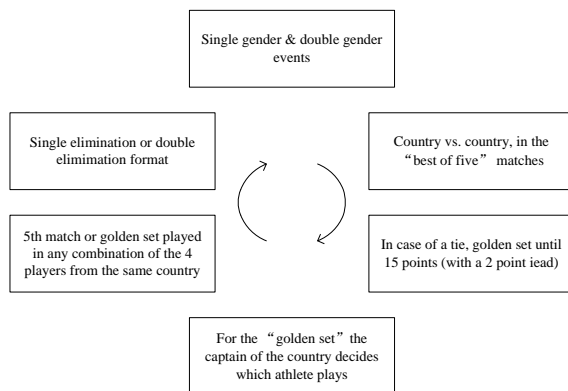 Single gender & double gender
events
Single elimination or double
elimimation format
Country vs. country, in the
“best of five” matches
5th match or golden set played
in any combination of the 4
players from the same country
In case of a tie, golden set until
15 points (with a 2 point iead)
For the “golden set” the
captain of the country decides
which athlete plays